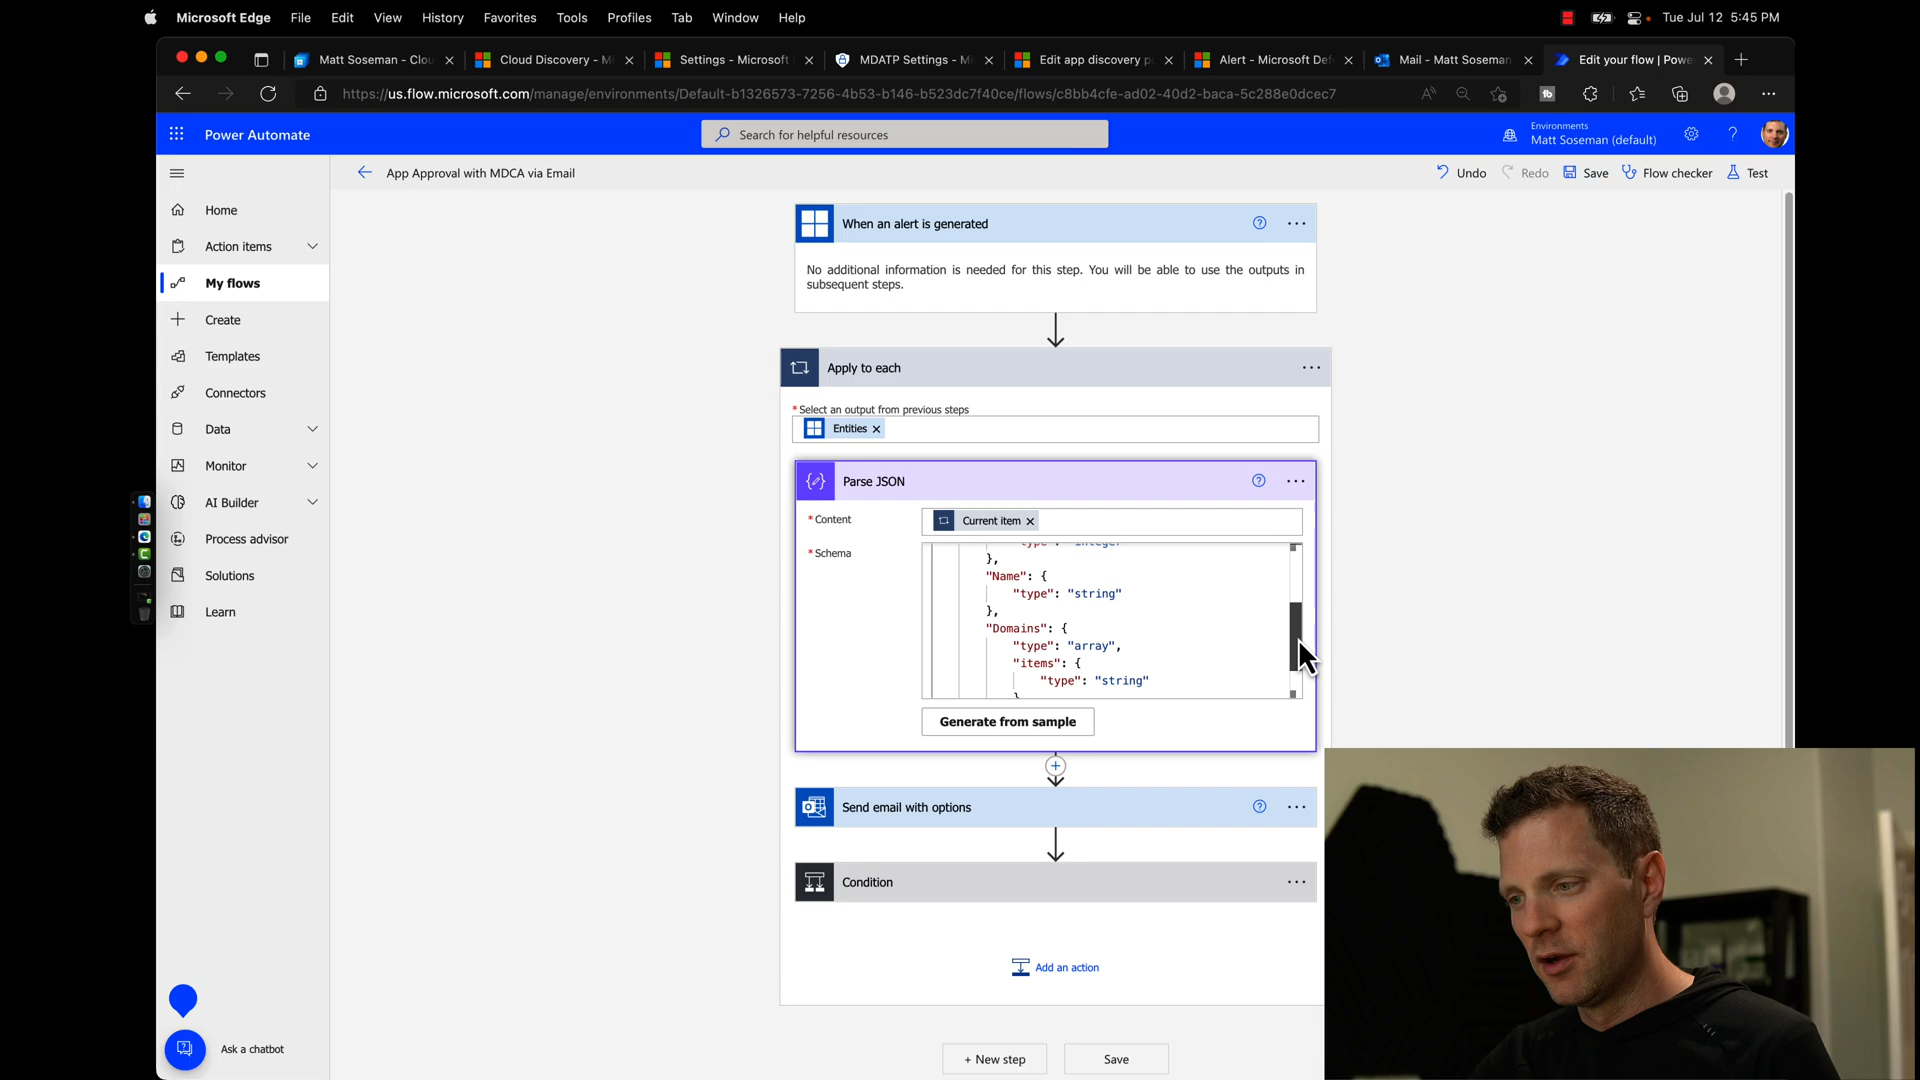 Microsoft Edge File Edit View History Favorites Tools Profiles Tab Window Help Tue Jul 12 5:45 PM
Matt Soseman - Clou Cloud Discovery - Mi Settings - Microsoft MDATP Settings - Mi Edit app discovery po Alert - Microsoft Def Mail - Matt Soseman Edit your flow | Powe
https://us.flow.microsoft.com/manage/environments/Default-b1326573-7256-4b53-b146-b523dc7f40ce/flows/c8bb4cfe-ad02-40d2-baca-5c288e0dcec7
Power Automate
Search for helpful resources
Environments
Matt Soseman (default)
App Approval with MDCA via Email
Undo Redo Save Flow checker Test
Home
Action items
My flows
Create
Templates
Connectors
Data
Monitor
AI Builder
Process advisor
Solutions
Learn
Ask a chatbot
When an alert is generated
No additional information is needed for this step. You will be able to use the outputs in
subsequent steps.
Apply to each
* Select an output from previous steps
Entities
Parse JSON
* Content
Current item
* Schema
"type": "integer"
},
"Name": {
"type": "string"
},
"Domains": {
"type": "array",
"items": {
"type": "string"
}
Generate from sample
Send email with options
Condition
Add an action
+ New step
Save